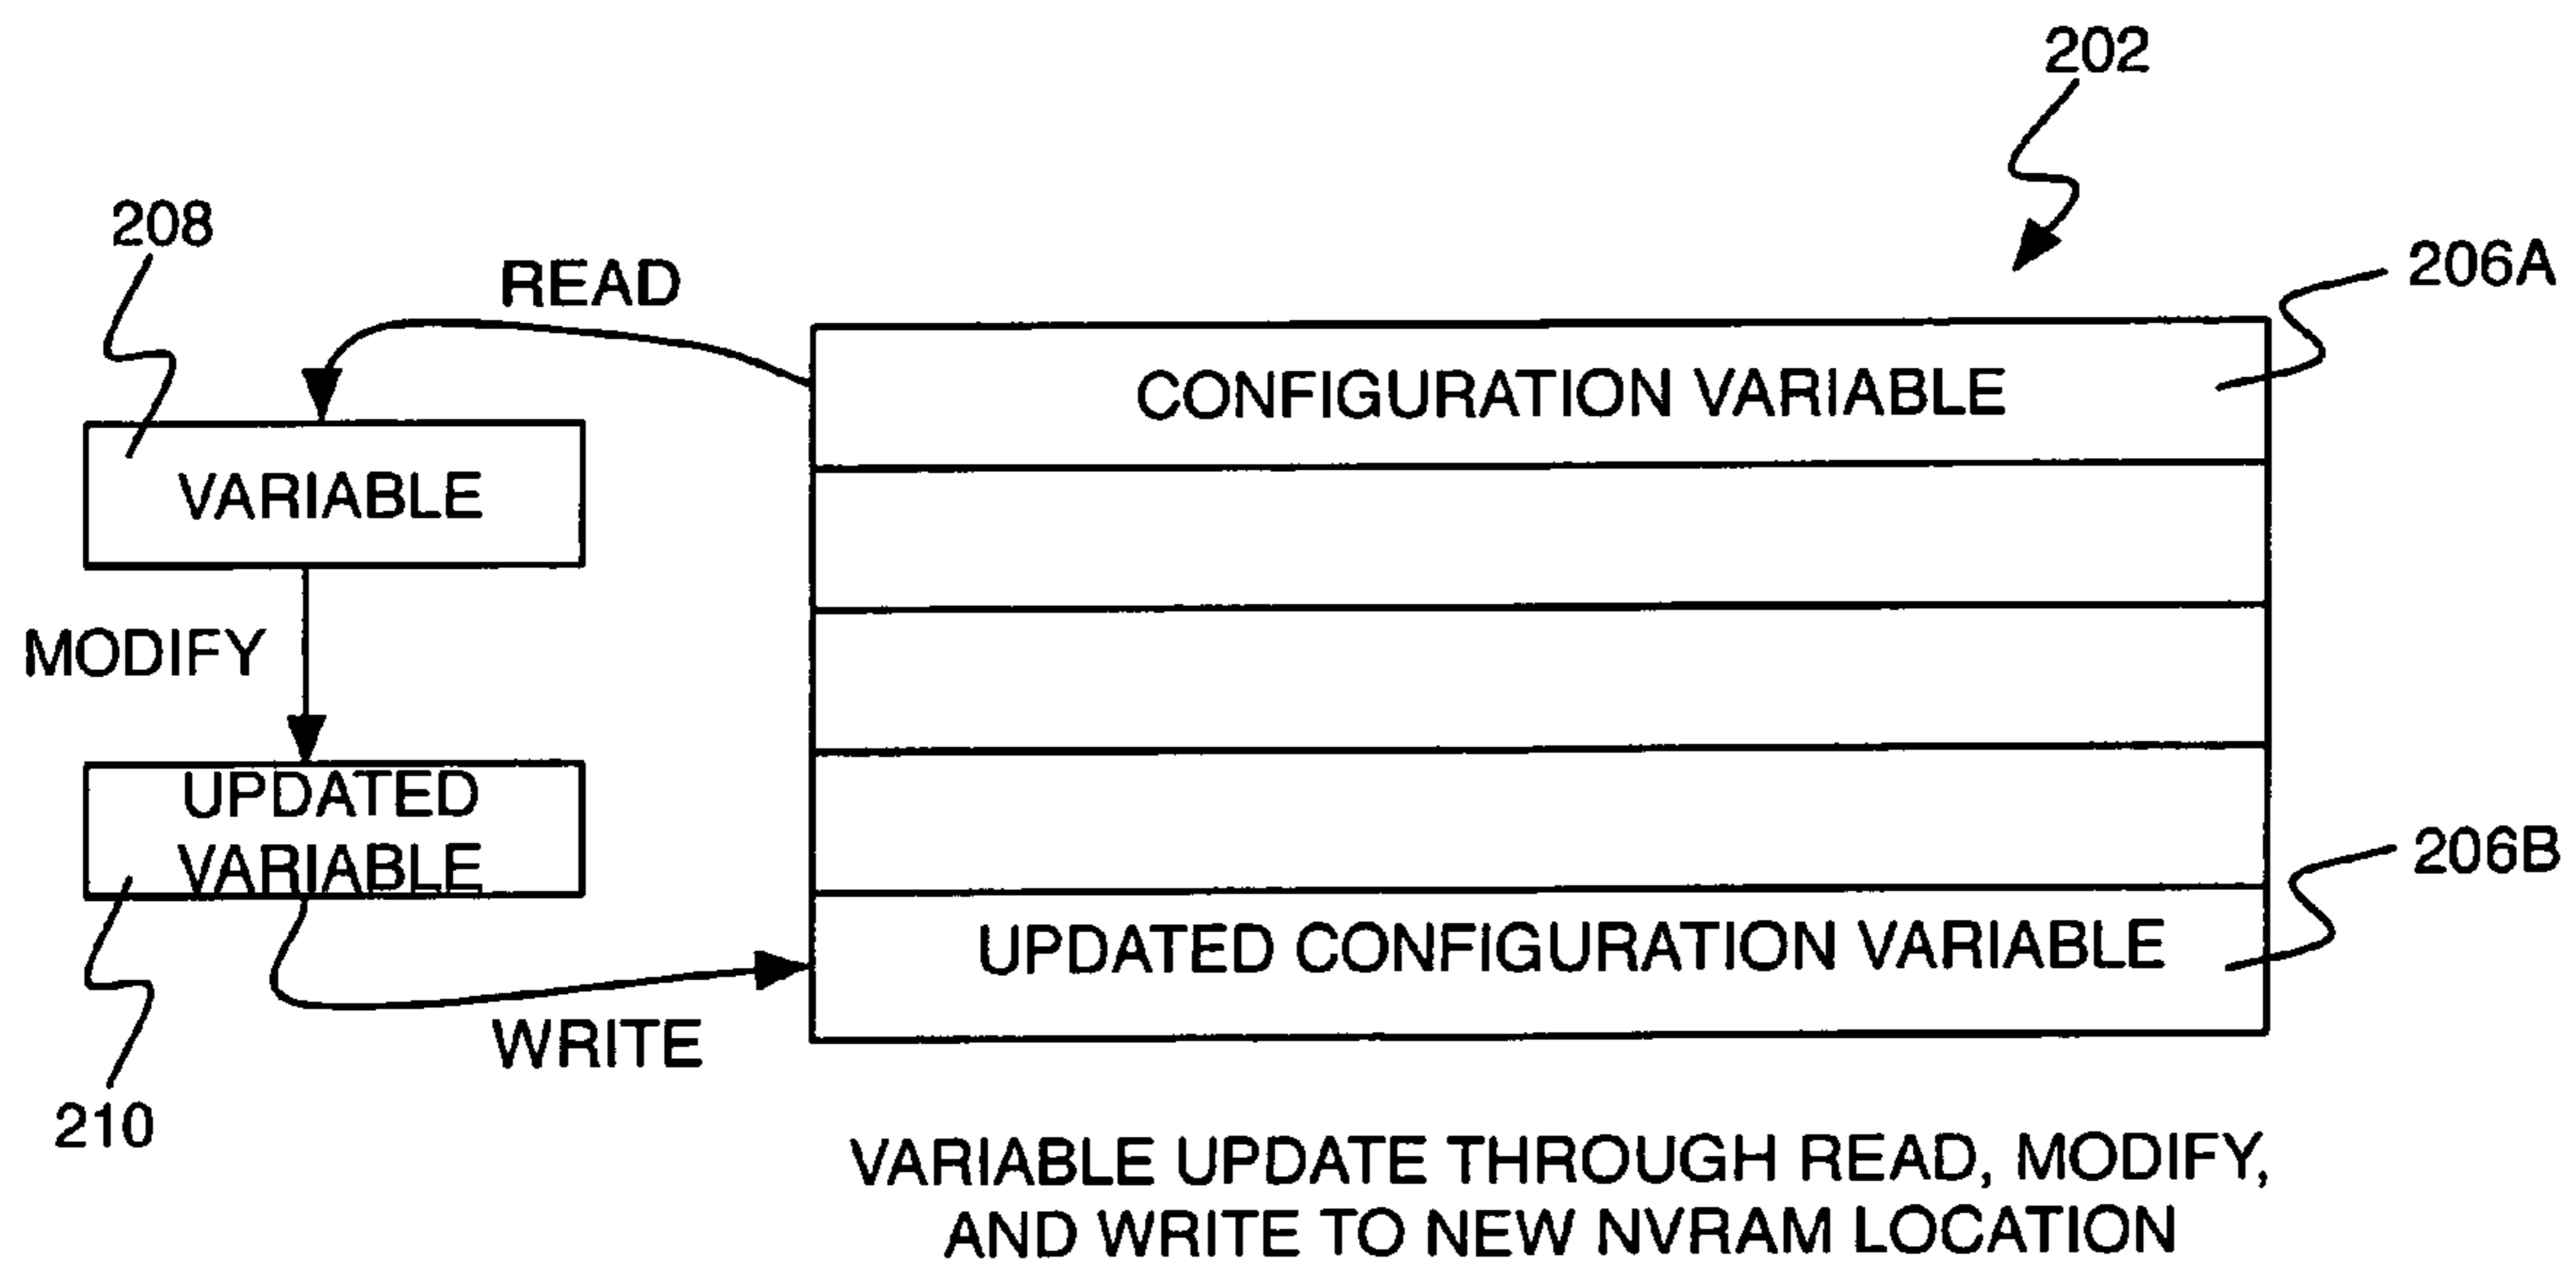 202
208
READ
206A
CONFIGURATION VARIABLE
VARIABLE
MODIFY
UPDATED
VARIABLE
206B
UPDATED CONFIGURATION VARIABLE
WRITE
210
VARIABLE UPDATE THROUGH READ, MODIFY,
AND WRITE TO NEW NVRAM LOCATION